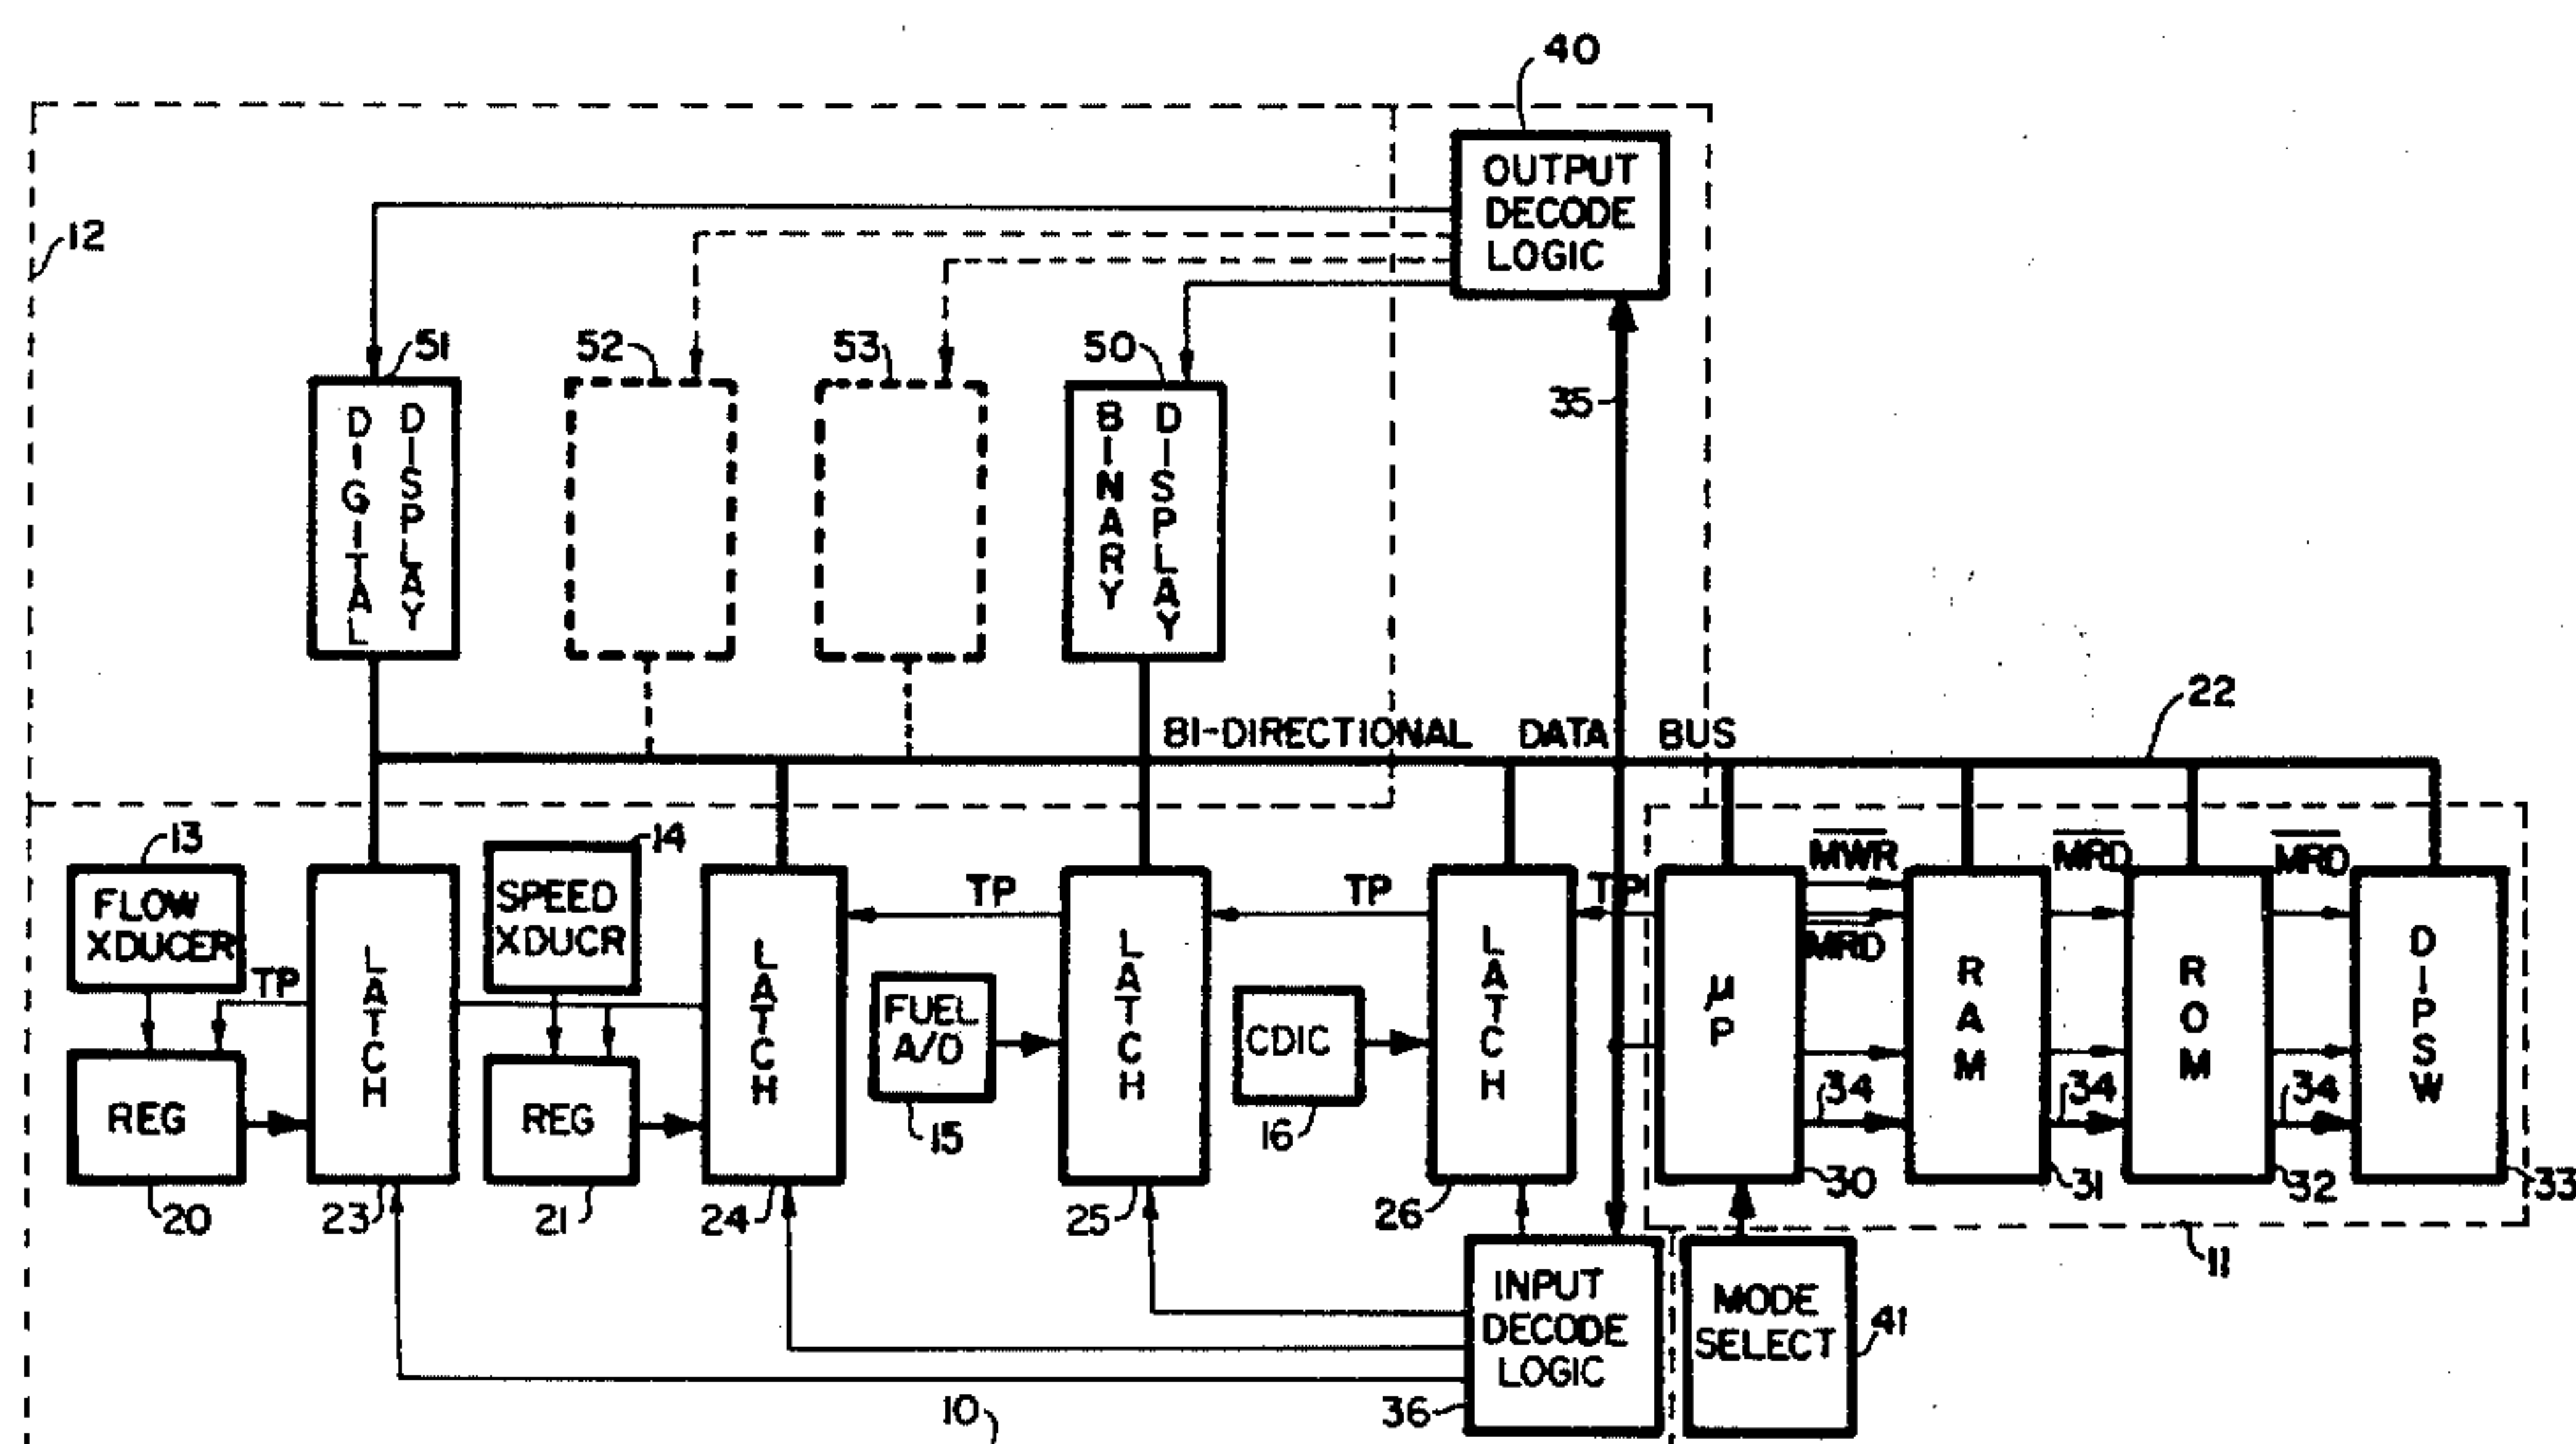 40
OUTPUT
DECODE
LOGIC
12
51
52
53
50
35
DIGITAL
DISPLAY
BINARY
DISPLAY
22
BI-DIRECTIONAL DATA BUS
13
14
FLOW
XDUCER
SPEED
XDUCR
TP
TP
TP
TP
MWR
MRD
MRD
MRD
LATCH
LATCH
LATCH
LATCH
FUEL
A/D
CDIC
μP
RAM
ROM
DIPSW
REG
REG
15
16
34
34
34
20
23
21
24
25
26
30
31
32
33
11
INPUT
DECODE
LOGIC
MODE
SELECT
41
10
36